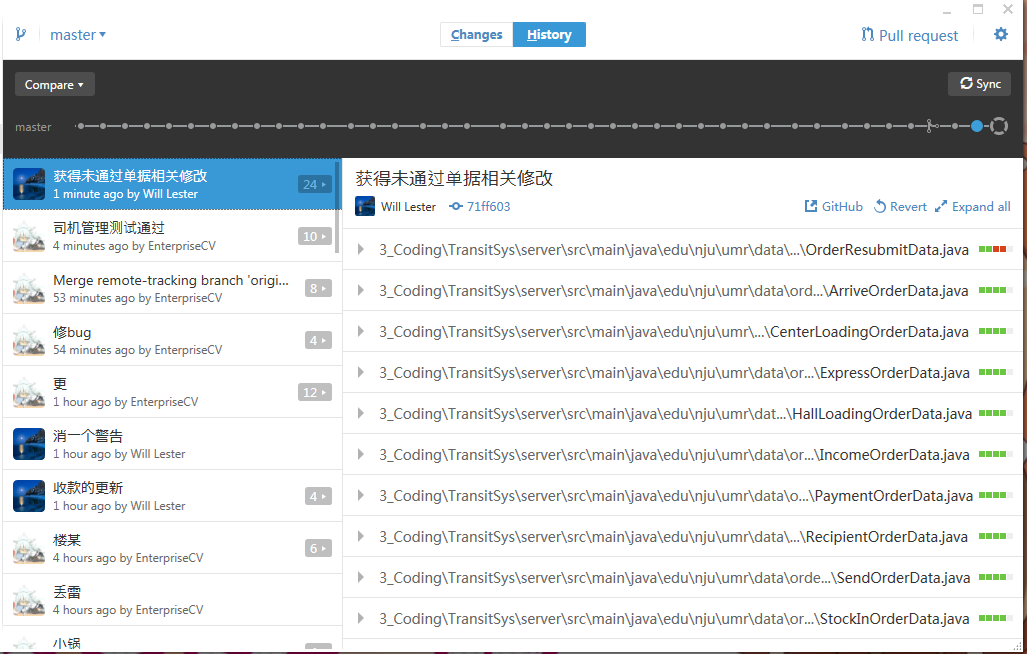 master
Changes
History
Pull request
Compare
Sync
master
获得未通过单据相关修改
1 minute ago by Will Lester
24
司机管理测试通过
4 minutes ago by EnterpriseCV
10
Merge remote-tracking branch 'origi...
53 minutes ago by EnterpriseCV
8
修bug
54 minutes ago by EnterpriseCV
4
更
1 hour ago by EnterpriseCV
12
消一个警告
1 hour ago by Will Lester
收款的更新
1 hour ago by Will Lester
4
楼某
4 hours ago by EnterpriseCV
6
丢雷
4 hours ago by EnterpriseCV
小锅
获得未通过单据相关修改
Will Lester
71ff603
GitHub
Revert
Expand all
3_Coding\TransitSys\server\src\main\java\edu\nju\umr\data\...\OrderResubmitData.java
3_Coding\TransitSys\server\src\main\java\edu\nju\umr\data\ord...\ArriveOrderData.java
3_Coding\TransitSys\server\src\main\java\edu\nju\umr\...\CenterLoadingOrderData.java
3_Coding\TransitSys\server\src\main\java\edu\nju\umr\data\or...\ExpressOrderData.java
3_Coding\TransitSys\server\src\main\java\edu\nju\umr\dat...\HallLoadingOrderData.java
3_Coding\TransitSys\server\src\main\java\edu\nju\umr\data\or...\IncomeOrderData.java
3_Coding\TransitSys\server\src\main\java\edu\nju\umr\data\o...\PaymentOrderData.java
3_Coding\TransitSys\server\src\main\java\edu\nju\umr\data\...\RecipientOrderData.java
3_Coding\TransitSys\server\src\main\java\edu\nju\umr\data\orde...\SendOrderData.java
3_Coding\TransitSys\server\src\main\java\edu\nju\umr\data\or...\StockInOrderData.java